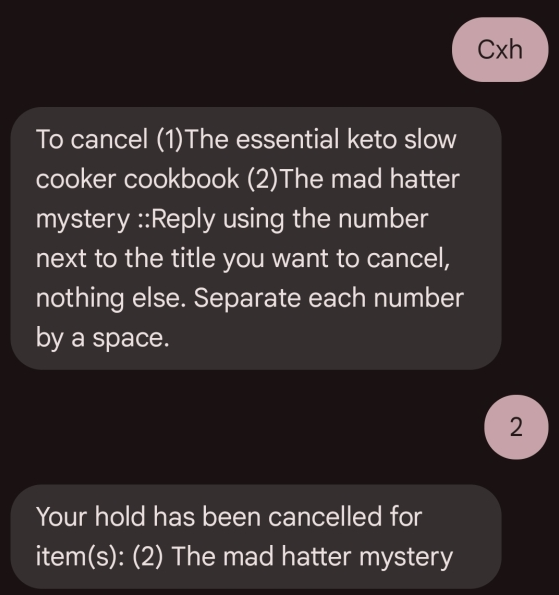 Cxh
To cancel (1)The essential keto slow
cooker cookbook (2)The mad hatter
mystery ::Reply using the number
next to the title you want to cancel,
nothing else. Separate each number
by a space.
2
Your hold has been cancelled for
item(s): (2) The mad hatter mystery